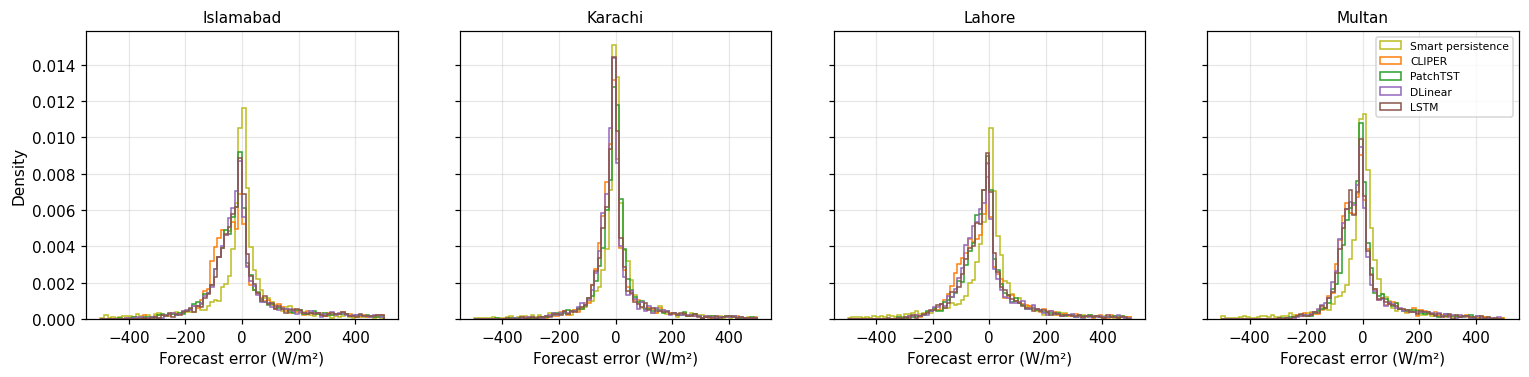 Islamabad
Karachi
Lahore
Multan
Density
0.014
0.012
0.010
0.008
0.006
0.004
0.002
0.000
Smart persistence
CLIPER
PatchTST
DLinear
LSTM
−400 −200 0 200 400
−400 −200 0 200 400
−400 −200 0 200 400
−400 −200 0 200 400
Forecast error (W/m²)
Forecast error (W/m²)
Forecast error (W/m²)
Forecast error (W/m²)